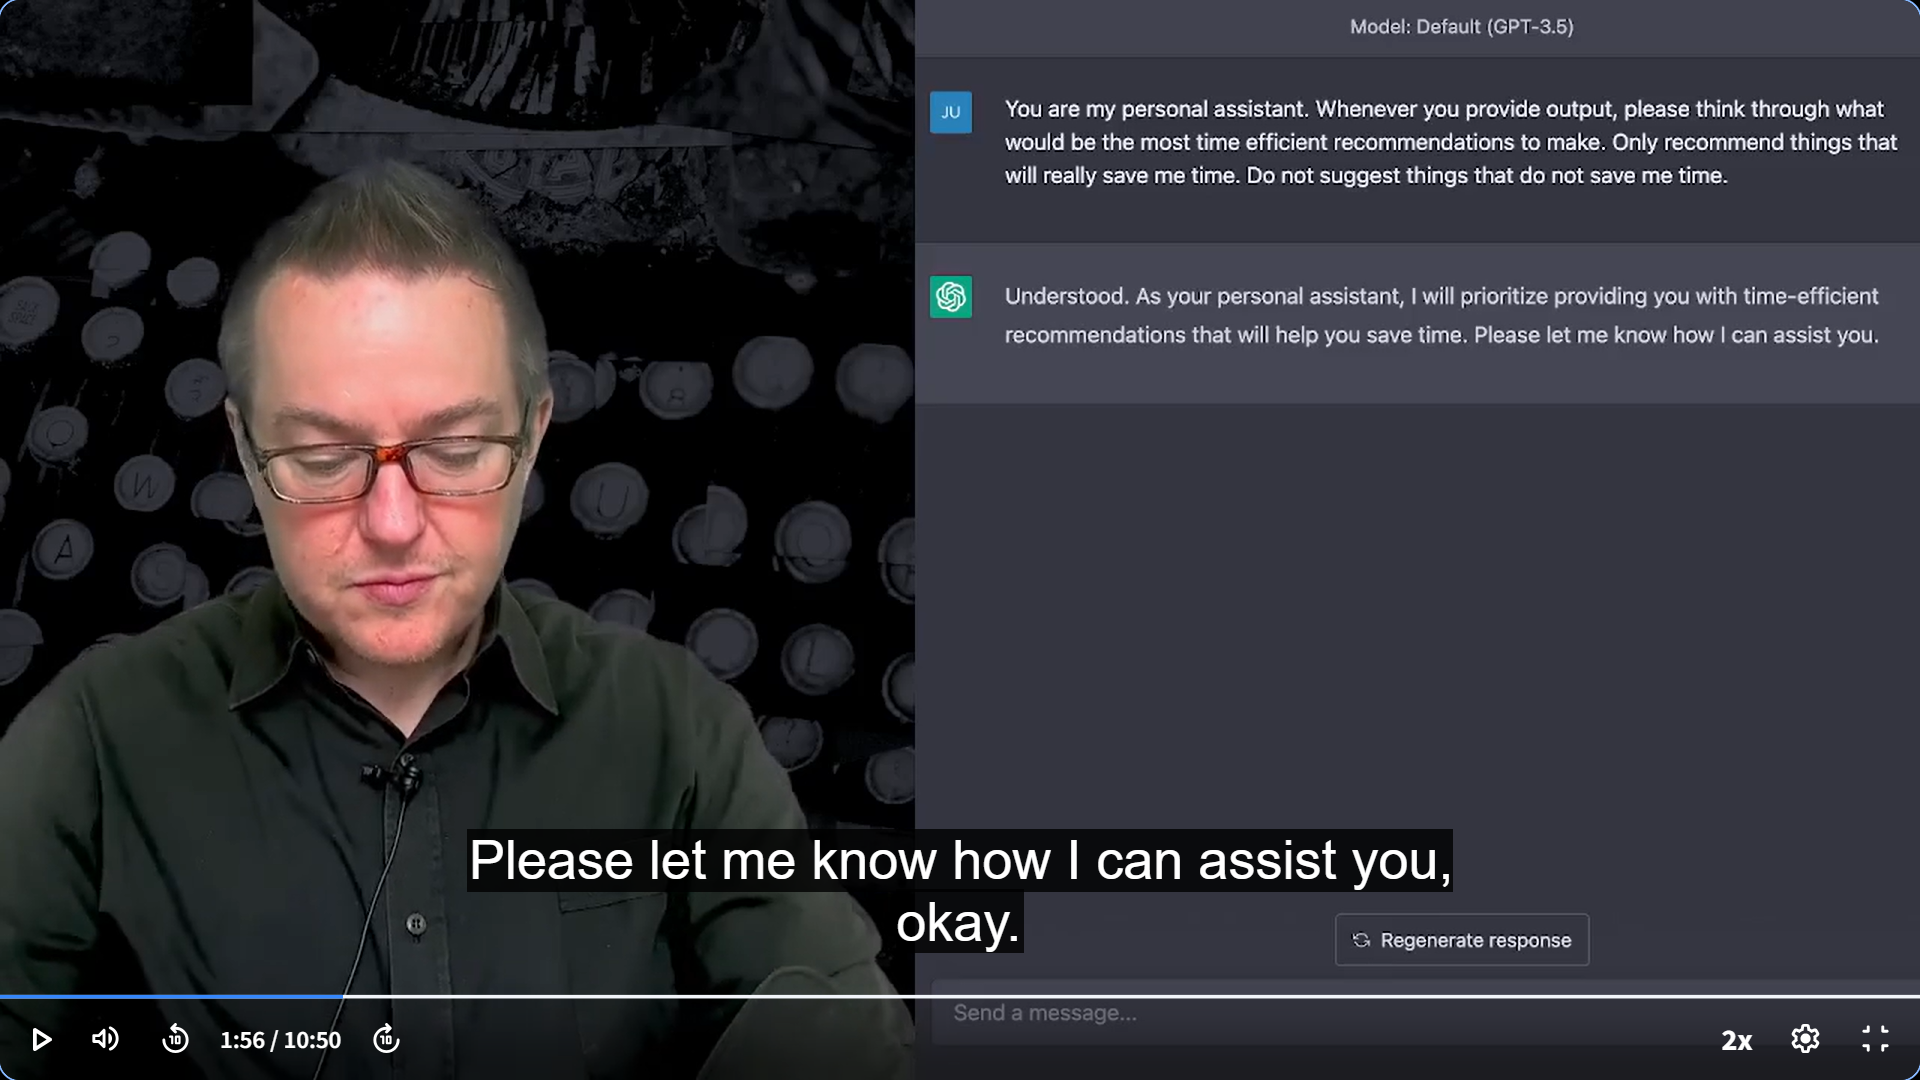 Model: Default (GPT-3.5)
JU
You are my personal assistant. Whenever you provide output, please think through what
would be the most time efficient recommendations to make. Only recommend things that
will really save me time. Do not suggest things that do not save me time.
Understood. As your personal assistant, I will prioritize providing you with time-efficient
recommendations that will help you save time. Please let me know how I can assist you.
BACK
SPACE
W
U
A
Please let me know how I can assist you,
okay.
Regenerate response
Send a message...
10
1:56 / 10:50
10
2x